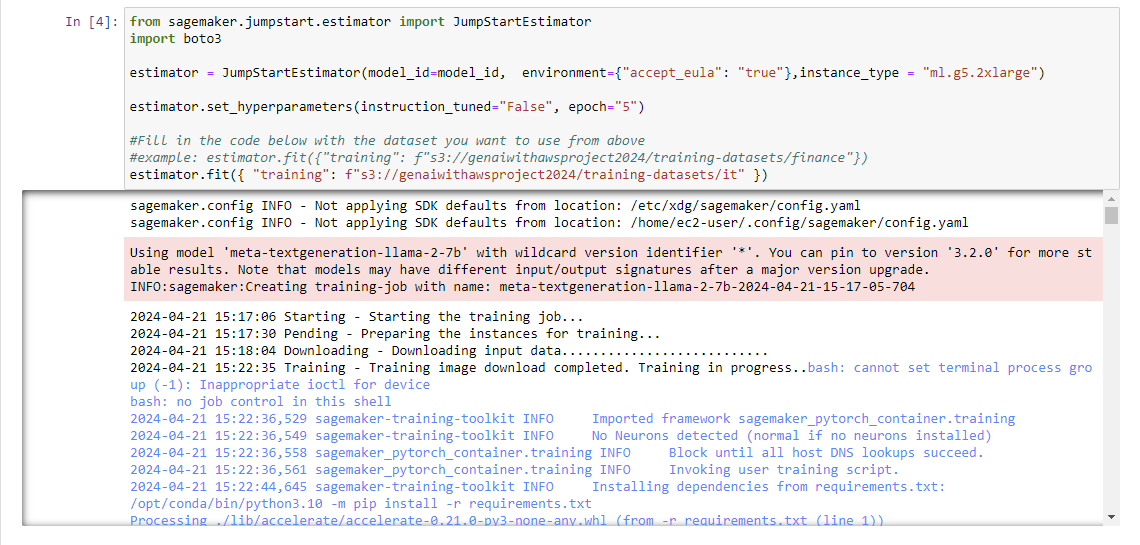 In [4]: from sagemaker.jumpstart.estimator import JumpStartEstimator
import boto3
estimator = JumpStartEstimator(model_id=model_id,  environment={"accept_eula": "true"},instance_type = "ml.g5.2xlarge")
estimator.set_hyperparameters(instruction_tuned="False", epoch="5")
#Fill in the code below with the dataset you want to use from above
#example: estimator.fit({"training": f"s3://genaiwithawsproject2024/training-datasets/finance"})
estimator.fit({ "training": f"s3://genaiwithawsproject2024/training-datasets/it" })
sagemaker.config INFO - Not applying SDK defaults from location: /etc/xdg/sagemaker/config.yaml
sagemaker.config INFO - Not applying SDK defaults from location: /home/ec2-user/.config/sagemaker/config.yaml
Using model 'meta-textgeneration-llama-2-7b' with wildcard version identifier '*'. You can pin to version '3.2.0' for more st
able results. Note that models may have different input/output signatures after a major version upgrade.
INFO:sagemaker:Creating training-job with name: meta-textgeneration-llama-2-7b-2024-04-21-15-17-05-704
2024-04-21 15:17:06 Starting - Starting the training job...
2024-04-21 15:17:30 Pending - Preparing the instances for training...
2024-04-21 15:18:04 Downloading - Downloading input data...........................
2024-04-21 15:22:35 Training - Training image download completed. Training in progress..bash: cannot set terminal process gro
up (-1): Inappropriate ioctl for device
bash: no job control in this shell
2024-04-21 15:22:36,529 sagemaker-training-toolkit INFO     Imported framework sagemaker_pytorch_container.training
2024-04-21 15:22:36,549 sagemaker-training-toolkit INFO     No Neurons detected (normal if no neurons installed)
2024-04-21 15:22:36,558 sagemaker_pytorch_container.training INFO     Block until all host DNS lookups succeed.
2024-04-21 15:22:36,561 sagemaker_pytorch_container.training INFO     Invoking user training script.
2024-04-21 15:22:44,645 sagemaker-training-toolkit INFO     Installing dependencies from requirements.txt:
/opt/conda/bin/python3.10 -m pip install -r requirements.txt
Processing ./lib/accelerate/accelerate-0.21.0-py3-none-any.whl (from -r requirements.txt (line 1))